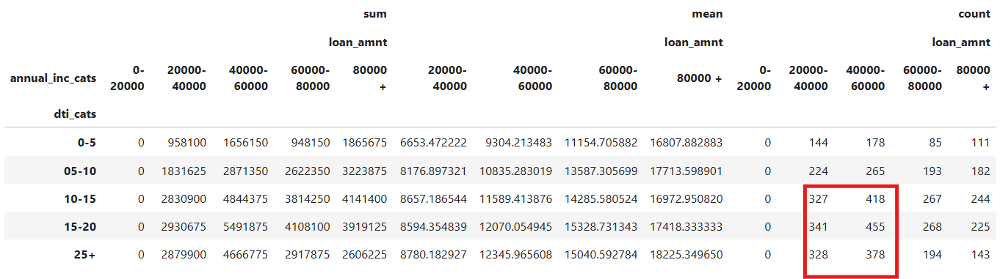 sum mean count
loan_amnt loan_amnt loan_amnt
annual_inc_cats 0-20000 20000-40000 40000-60000 60000-80000 80000 + 20000-40000 40000-60000 60000-80000 80000 + 0-20000 20000-40000 40000-60000 60000-80000 80000 +
dti_cats
0-5 0 958100 1656150 948150 1865675 6653.472222 9304.213483 11154.705882 16807.882883 0 144 178 85 111
05-10 0 1831625 2871350 2622350 3223875 8176.897321 10835.283019 13587.305699 17713.598901 0 224 265 193 182
10-15 0 2830900 4844375 3814250 4141400 8657.186544 11589.413876 14285.580524 16972.950820 0 327 418 267 244
15-20 0 2930675 5491875 4108100 3919125 8594.354839 12070.054945 15328.731343 17418.333333 0 341 455 268 225
25+ 0 2879900 4666775 2917875 2606225 8780.182927 12345.965608 15040.592784 18225.349650 0 328 378 194 143